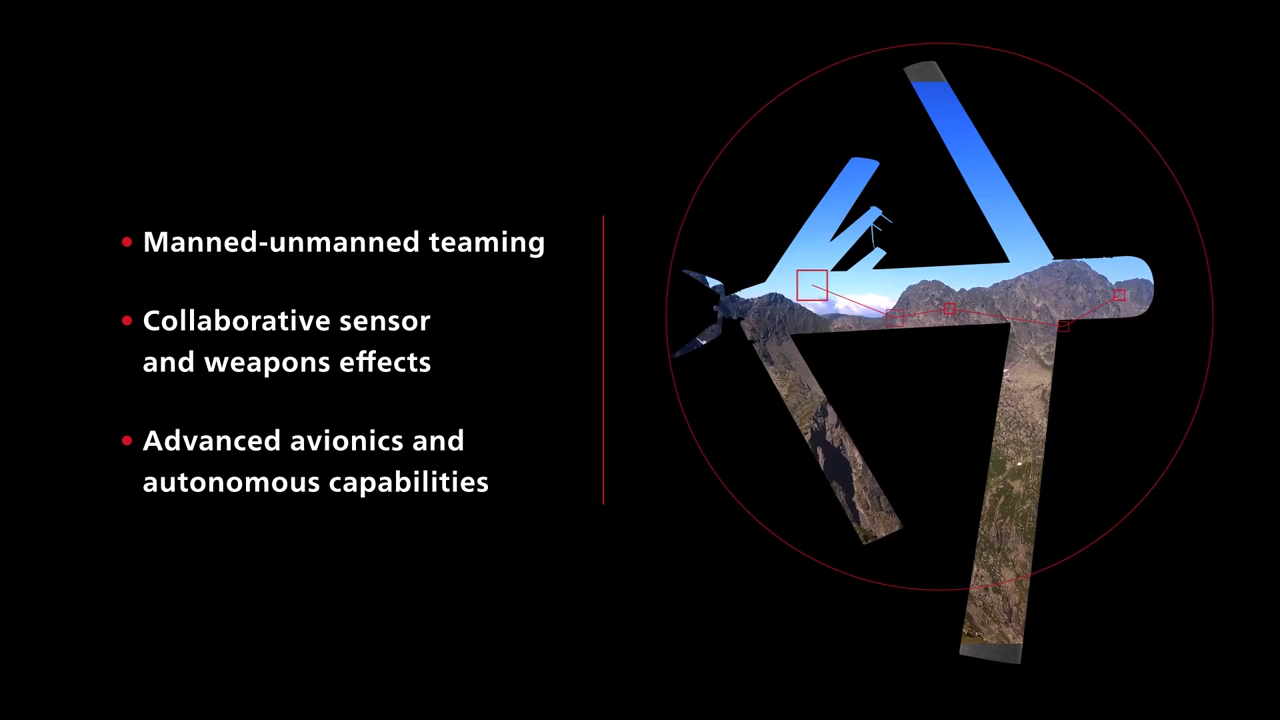 • Manned-unmanned teaming
• Collaborative sensor
and weapons effects
• Advanced avionics and
autonomous capabilities